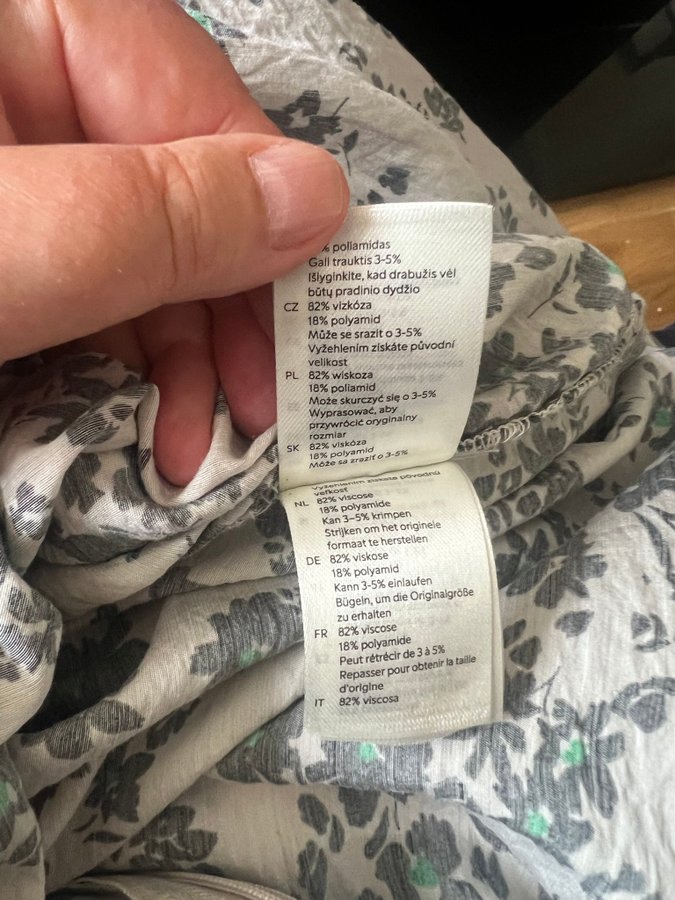 % poliamidas
Gali trauktis 3-5%
Išlyginkite, kad drabužis vėl
būtų pradinio dydžio
CZ 82% vizkóza
18% polyamid
Může se srazit o 3-5%
Vyžehlením získáte původní
velikost
PL 82% wiskoza
18% poliamid
Może skurczyć się o 3-5%
Wyprasować, aby
przywrócić oryginalny
rozmiar
SK 82% viskóza
18% polyamid
Môže sa zraziť o 3-5%
Vyžehlením získate pôvodnú
veľkosť
NL 82% viscose
18% polyamide
Kan 3-5% krimpen
Strijken om het originele
formaat te herstellen
DE 82% viskose
18% polyamid
Kann 3-5% einlaufen
Bügeln, um die Originalgröße
zu erhalten
FR 82% viscose
18% polyamide
Peut rétrécir de 3 à 5%
Repasser pour obtenir la taille
d'origine
IT 82% viscosa